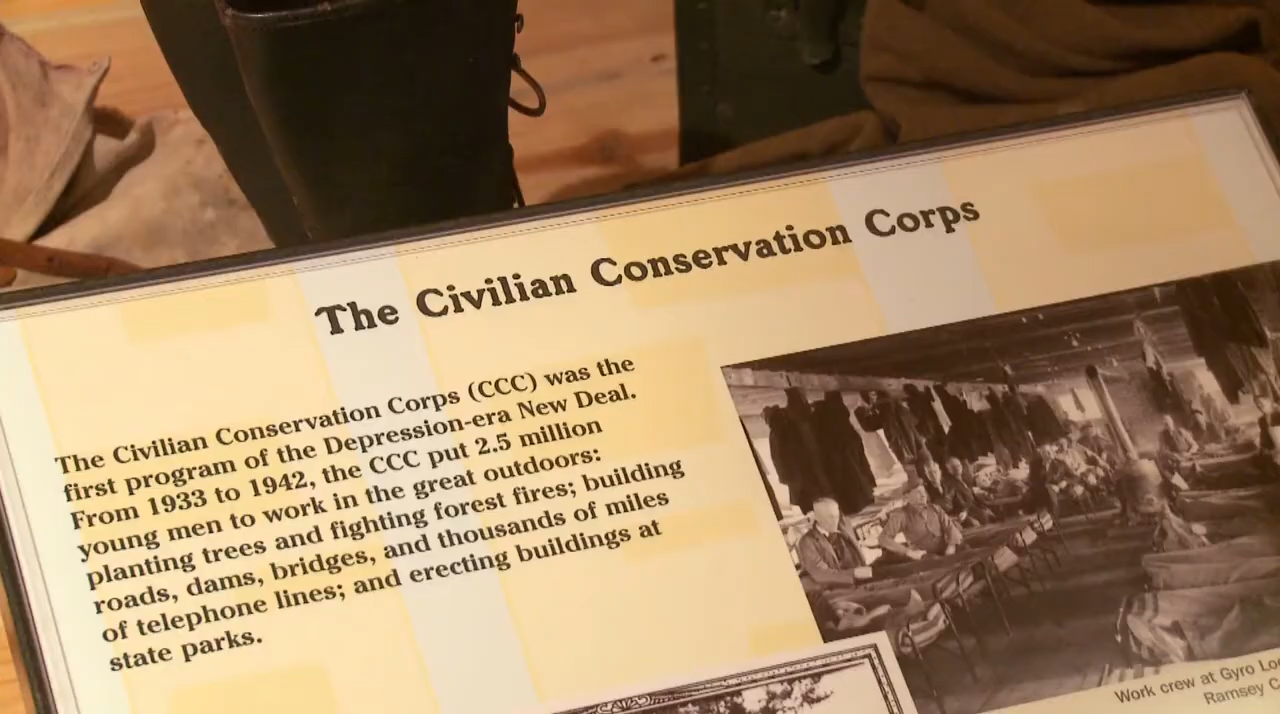 The Civilian Conservation Corps
The Civilian Conservation Corps (CCC) was the
first program of the Depression-era New Deal.
From 1933 to 1942, the CCC put 2.5 million
young men to work in the great outdoors:
planting trees and fighting forest fires; building
roads, dams, bridges, and thousands of miles
of telephone lines; and erecting buildings at
state parks.
Work crew at Gyro
Ramsey